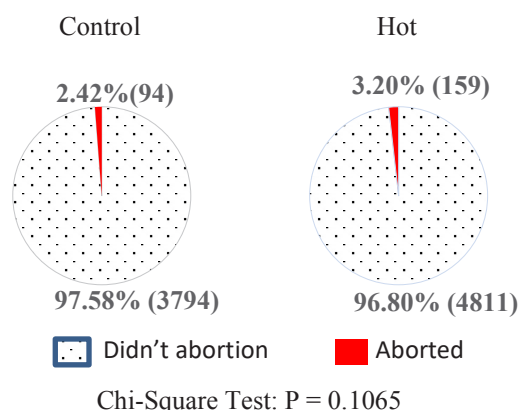 Control Hot
2.42%(94) 3.20% (159)
97.58% (3794) 96.80% (4811)
Didn't abortion Aborted
Chi-Square Test: P = 0.1065